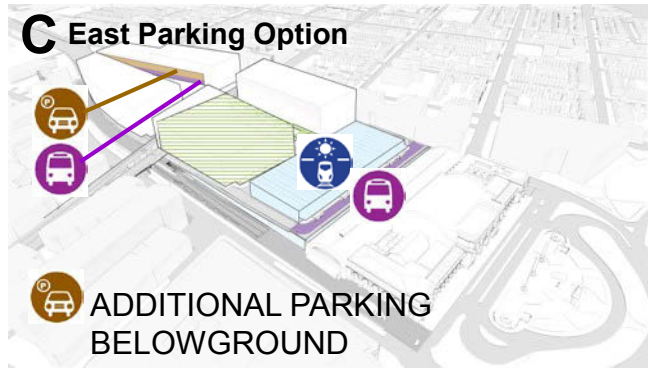 C East Parking Option
P
P
ADDITIONAL PARKING
BELOWGROUND